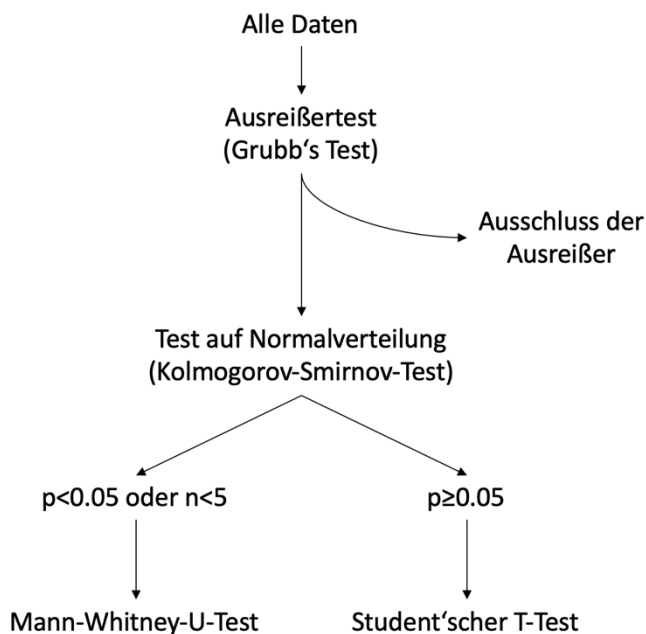 Alle Daten
Ausreißertest
(Grubb‘s Test)
Ausschluss der
Ausreißer
Test auf Normalverteilung
(Kolmogorov-Smirnov-Test)
p<0.05 oder n<5
p≥0.05
Mann-Whitney-U-Test
Student‘scher T-Test